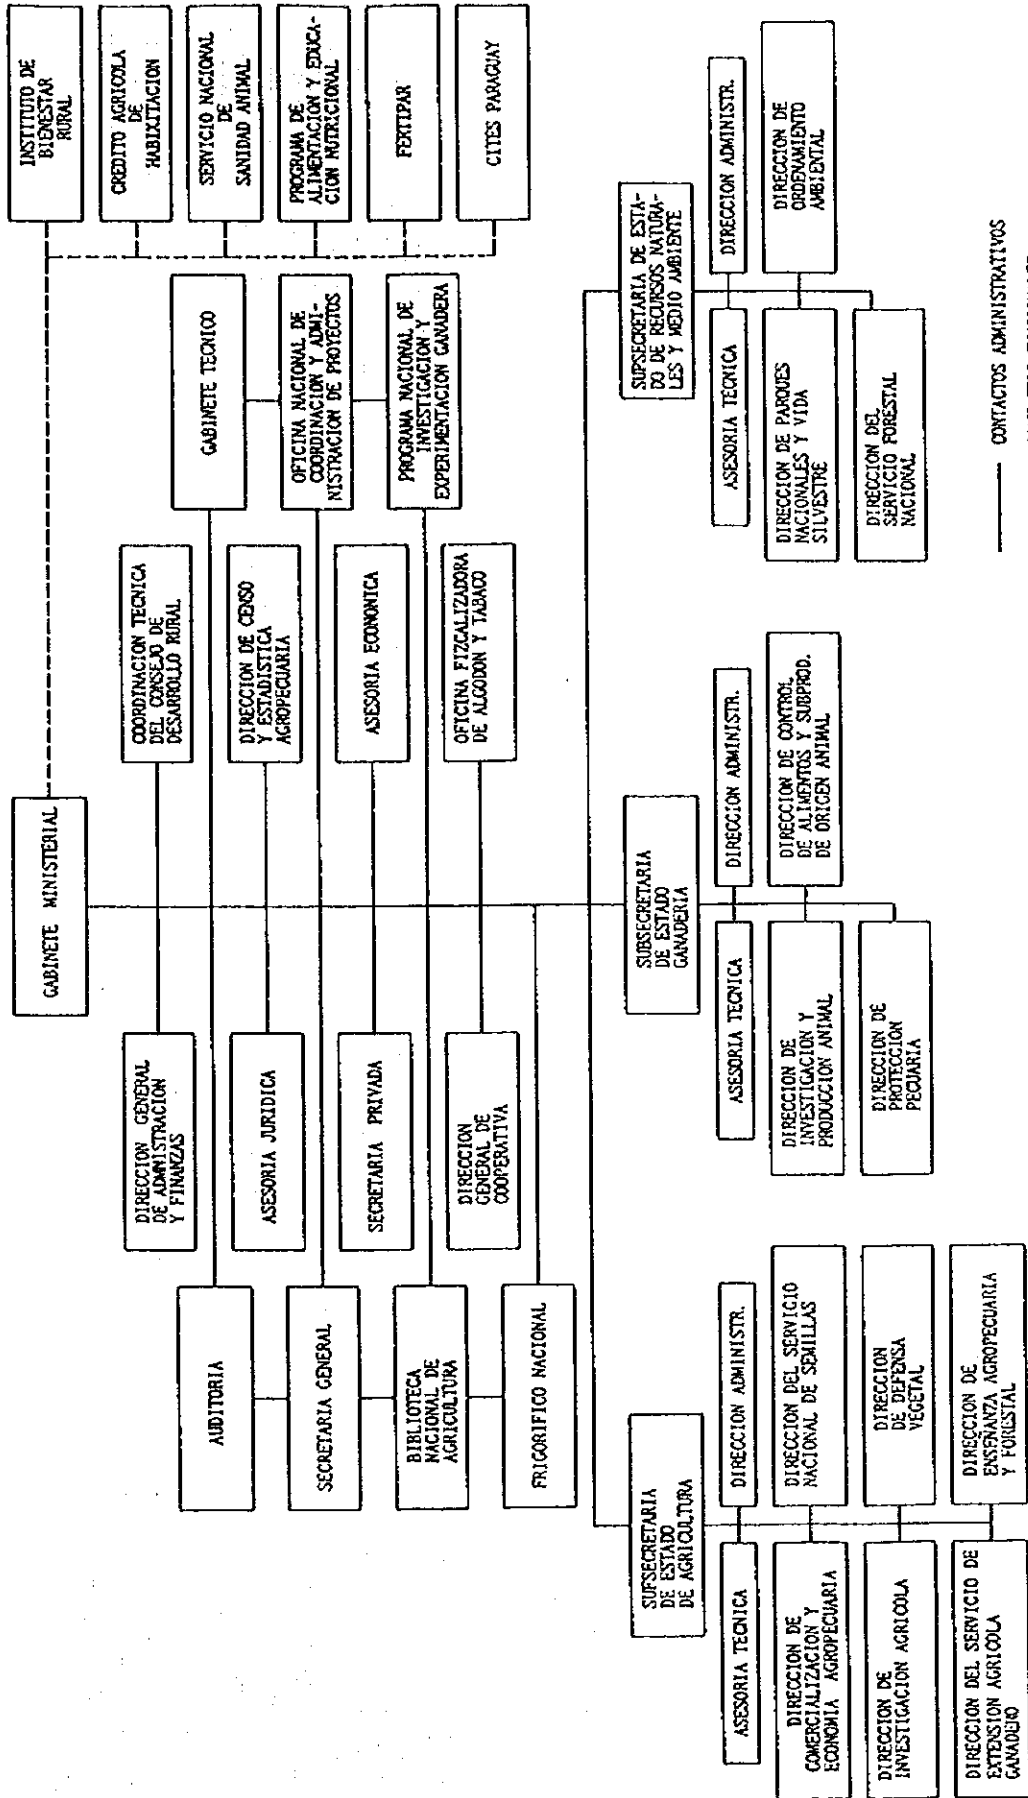 GABINETE MINISTERIAL
INSTITUTO DE
BIENESTAR
RURAL
CREDITO AGRICOLA
DE
HABIXITACION
SERVICIO NACIONAL
DE
SANIDAD ANIMAL
PROGRAMA DE
ALIMENTACION Y EDUCA-
CION NUTRICIONAL
FERTIPAR
CITES PARAGUAY
DIRECCION GENERAL
DE ADMNISTRACION
Y FINANZAS
COORDINACION TECNICA
DEL CONSEJO DE
DESARROLLO RURAL
AUDITORIA
GABINETE TECNICO
ASESORIA JURIDICA
DIRECCION DE CENSO
Y ESTADISTICA
AGROPECUARIA
SECRETARIA GENERAL
OFICINA NACIONAL DE
COORDINACION Y ADMI-
NISTRACION DE PROYECTOS
SECRETARIA PRIVADA
ASESORIA ECONONICA
BIBLIOTECA
NACIONAL DE
AGRICULTURA
PROGRAMA NACIONAL DE
INVESTIGACION Y
EXPERIMENTACION GANADERA
DIRECCION
GENERAL DE
COOPERATIVA
OFICINA FIZCALIZADORA
DE ALGODON Y TABACO
FRIGORIFICO NACIONAL
SUFSECRETARIA
DE ESTADO
DE AGRICULTURA
ASESORIA TECNICA
DIRECCION ADMINISTR.
DIRECCION DE
COMERCIALIZACION Y
ECONOMIA AGROPECUARIA
DIRECCION DEL SERVICIO
NACIONAL DE SEMILLAS
DIRECCION DE
INVESTIGACION AGRICOLA
DIRECCION
DE DEFENSA
VEGETAL
DIRECCION DEL SERVICIO DE
EXTENSION AGRICOLA
GANADERO
DIRECCION DE
ENSEÑANZA AGROPECUARIA
Y FORESTAL
SUBSECRETARIA
DE ESTADO
GANADERIA
ASESORIA TECNICA
DIRECCION ADMINISTR.
DIRECCION DE
INVESTIGACION Y
PRODUCCION ANIMAL
DIRECCION DE CONTROL
DE ALIMENTOS Y SUBPROD.
DE ORIGEN ANIMAL
DIRECCION DE
PROTECCION
PECUARIA
SUPSECRETARIA DE ESTA-
DO DE RECURSOS NATURA-
LES Y MEDIO AMBIENTE
ASESORIA TECNICA
DIRECCION ADMINISTR.
DIRECCION DE PARQUES
NACIONALES Y VIDA
SILVESTRE
DIRECCION DE
ORDENAMIENTO
AMBIENTAL
DIRECCION DEL
SERVICIO FORESTAL
NACIONAL
CONTACTOS ADMINISTRATIVOS